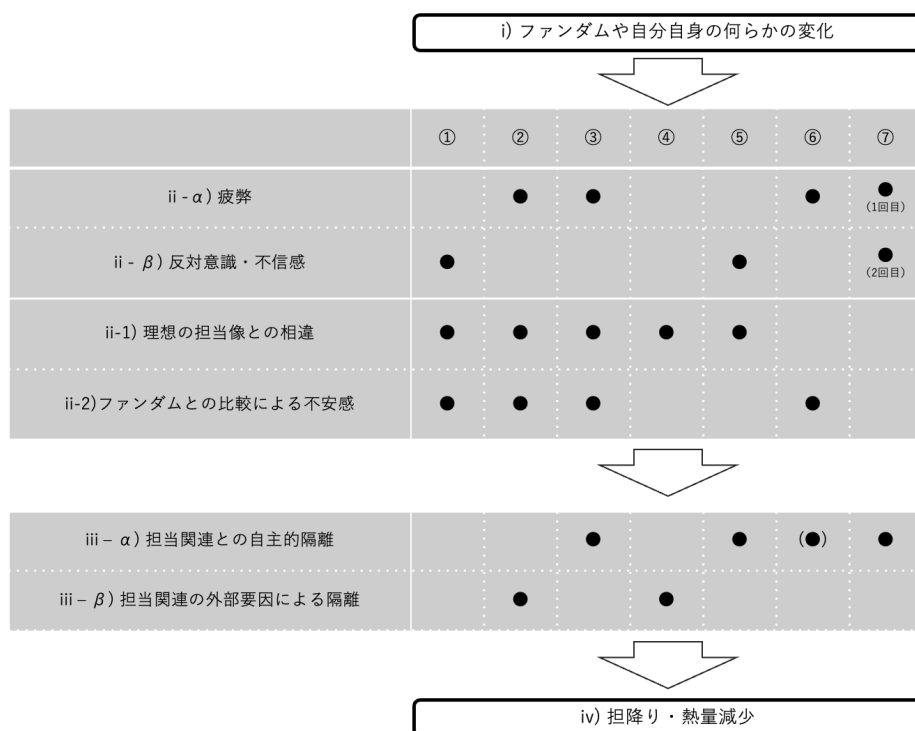 i) ファンダムや自分自身の何らかの変化
① ② ③ ④ ⑤ ⑥ ⑦
ii - α) 疲弊 ● ● ● ●
(1回目)
ii - β) 反対意識・不信感 ● ● ●
(2回目)
ii-1) 理想の担当像との相違 ● ● ● ● ●
ii-2)ファンダムとの比較による不安感 ● ● ● ●
iii – α) 担当関連との自主的隔離 ● ● (●) ●
iii – β) 担当関連の外部要因による隔離 ● ●
iv) 担降り・熱量減少